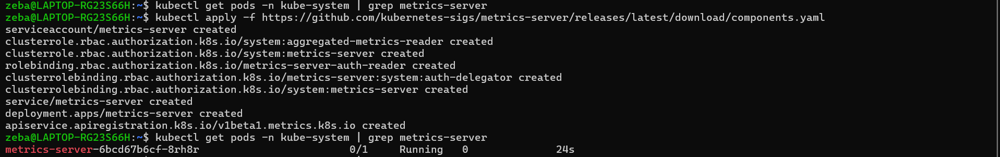 zeba@LAPTOP-RG23S66H:~$ kubectl get pods -n kube-system | grep metrics-server
zeba@LAPTOP-RG23S66H:~$ kubectl apply -f https://github.com/kubernetes-sigs/metrics-server/releases/latest/download/components.yaml
serviceaccount/metrics-server created
clusterrole.rbac.authorization.k8s.io/system:aggregated-metrics-reader created
clusterrole.rbac.authorization.k8s.io/system:metrics-server created
rolebinding.rbac.authorization.k8s.io/metrics-server-auth-reader created
clusterrolebinding.rbac.authorization.k8s.io/metrics-server:system:auth-delegator created
clusterrolebinding.rbac.authorization.k8s.io/system:metrics-server created
service/metrics-server created
deployment.apps/metrics-server created
apiservice.apiregistration.k8s.io/v1beta1.metrics.k8s.io created
zeba@LAPTOP-RG23S66H:~$ kubectl get pods -n kube-system | grep metrics-server
metrics-server-6bcd67b6cf-8rh8r 0/1 Running 0 24s